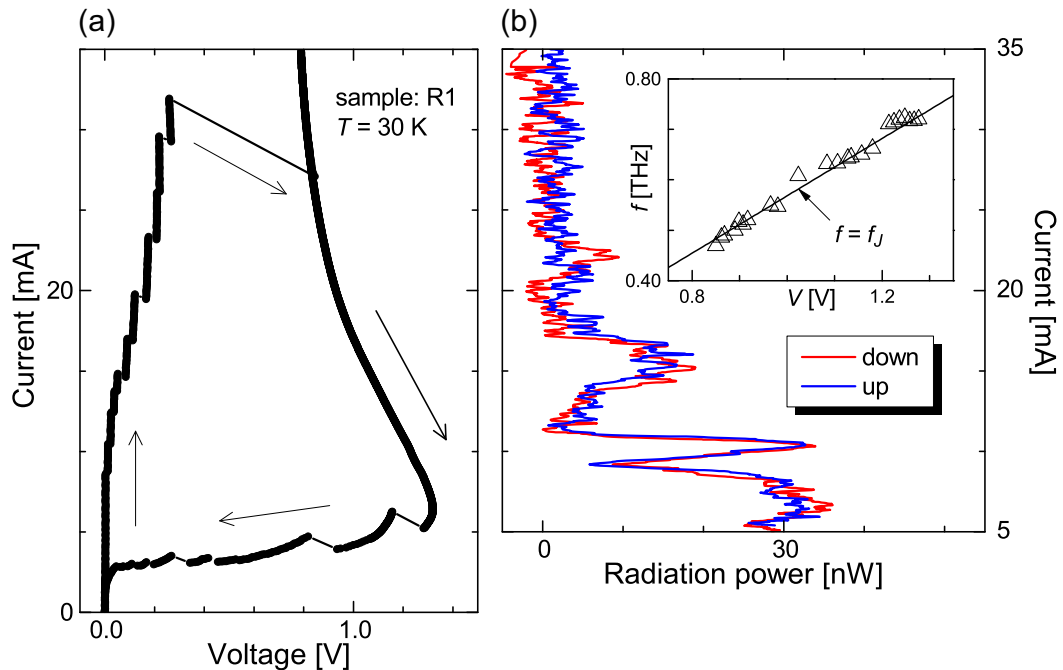 (a)
(b)
sample: R1
T = 30 K
Current [mA]
20
0
0.0
1.0
Voltage [V]
35
20
5
Current [mA]
0
30
Radiation power [nW]
0.80
0.40
f [THz]
0.8
1.2
V [V]
f = fJ
down
up